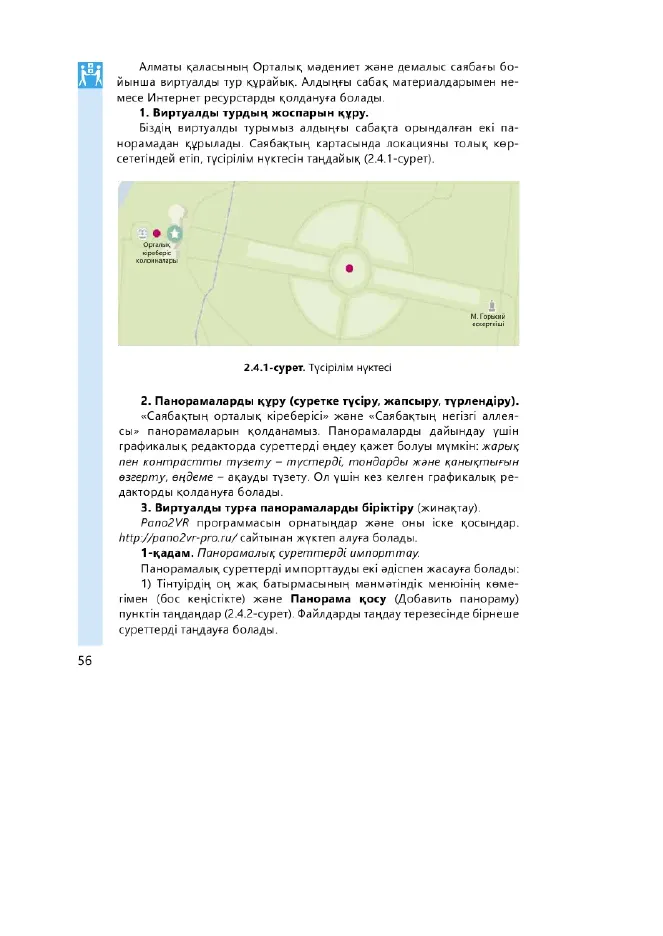 Алматы қаласының Орталық мәдениет және демалыс саябағы бо-
йынша виртуалды тур құрайық. Алдыңғы сабақ материалдарымен не-
месе Интернет ресурстарды қолдануға болады.
1. Виртуалды турдың жоспарын құру.
Біздің виртуалды турымыз алдыңғы сабақта орындалған екі па-
норамадан құрылады. Саябақтың картасында локацияны толық көр-
сететіндей етіп, түсірілім нүктесін таңдайық (2.4.1-сурет).
Орталық
кіреберіс
колонналары
М. Горький
ескерткіші
2.4.1-сурет. Түсірілім нүктесі
2. Панорамаларды құру (суретке түсіру, жапсыру, түрлендіру).
«Саябақтың орталық кіреберісі» және «Саябақтың негізгі аллея-
сы» панорамаларын қолданамыз. Панорамаларды дайындау үшін
графикалық редакторда суреттерді өңдеу қажет болуы мүмкін: жарық
пен контрастты түзету – түстерді, тондарды және қанықтығын
өзгерту, өңдеме – ақауды түзету. Ол үшін кез келген графикалық ре-
дакторды қолдануға болады.
3. Виртуалды турға панорамаларды біріктіру (жинақтау).
Pano2VR программасын орнатыңдар және оны іске қосыңдар.
http://pano2vr-pro.ru/ сайтынан жүктеп алуға болады.
1-қадам. Панорамалық суреттерді импорттау.
Панорамалық суреттерді импорттауды екі әдіспен жасауға болады:
1) Тінтуірдің оң жақ батырмасының мәнмәтіндік менюінің көме-
гімен (бос кеңістікте) және Панорама қосу (Добавить панораму)
пунктін таңдаңдар (2.4.2-сурет). Файлдарды таңдау терезесінде бірнеше
суреттерді таңдауға болады.
56